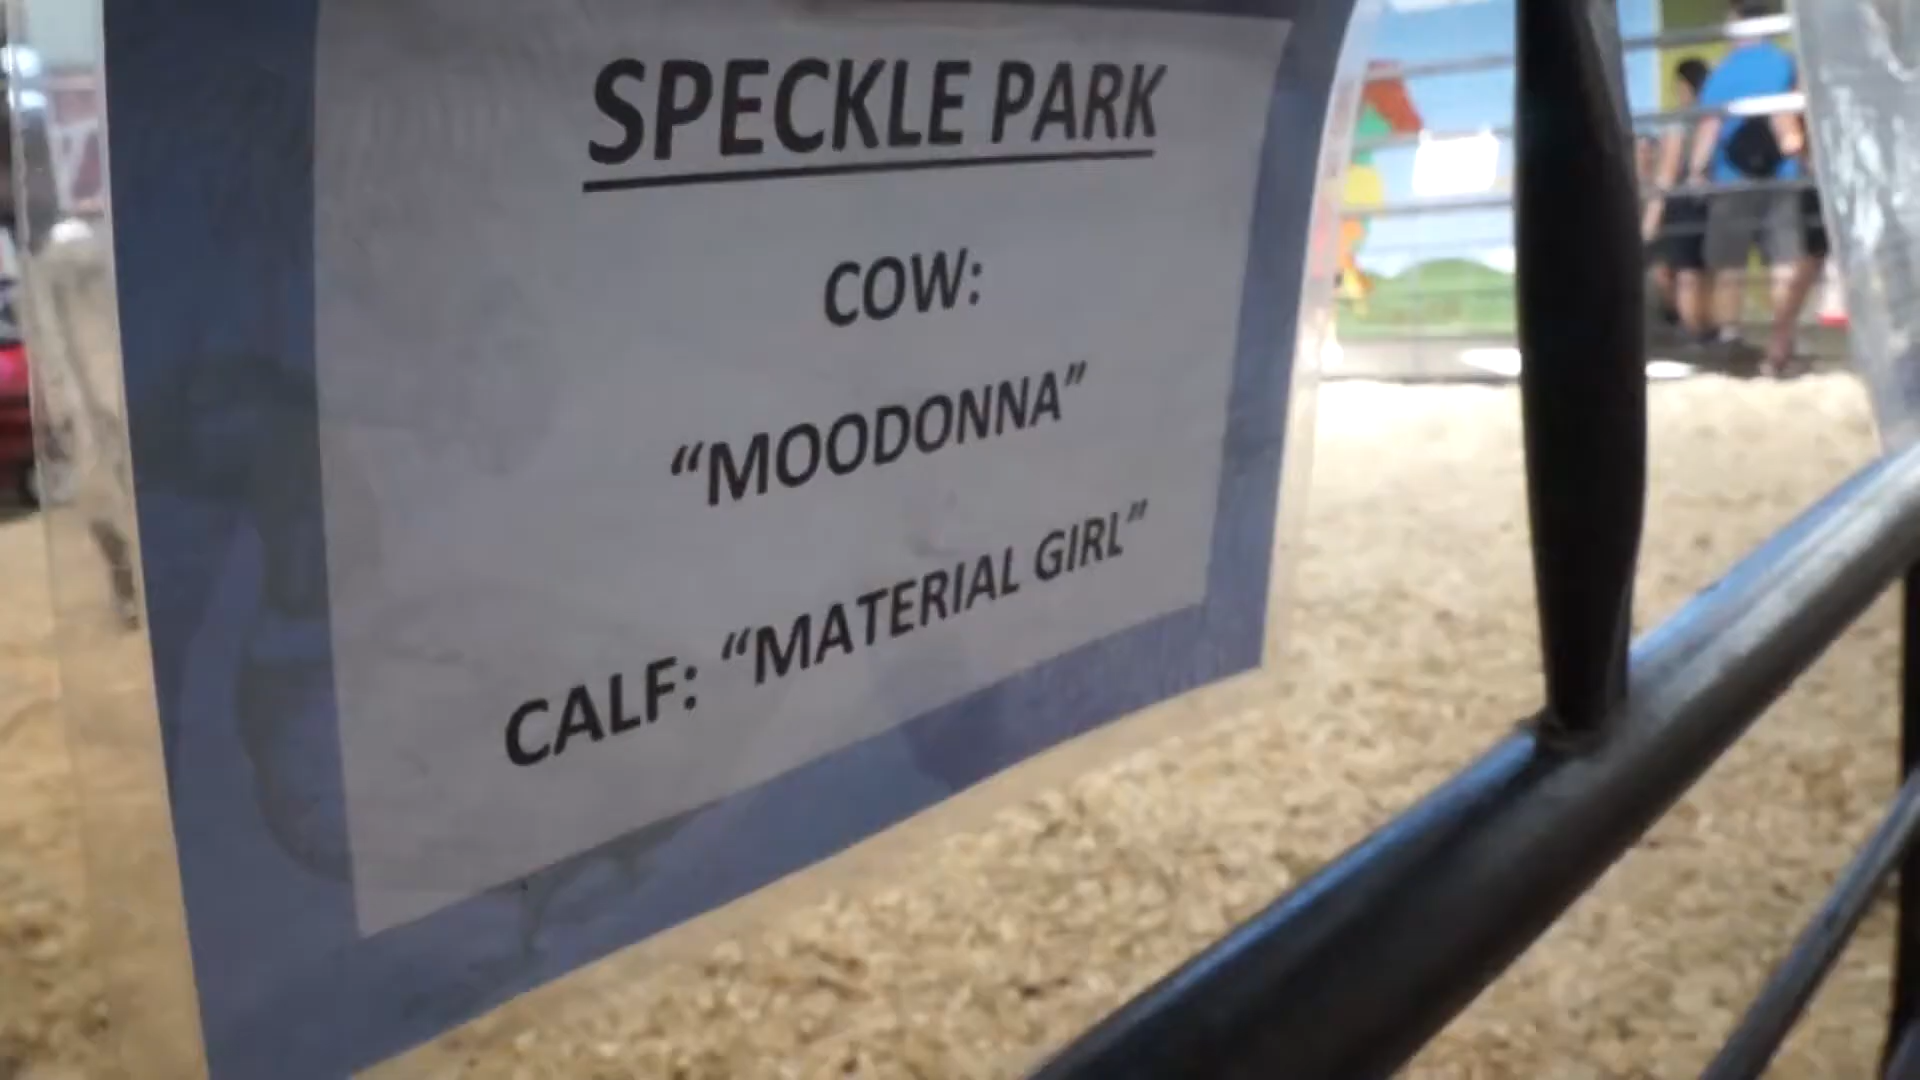 SPECKLE PARK
COW:
“MOODONNA”
CALF: “MATERIAL GIRL”